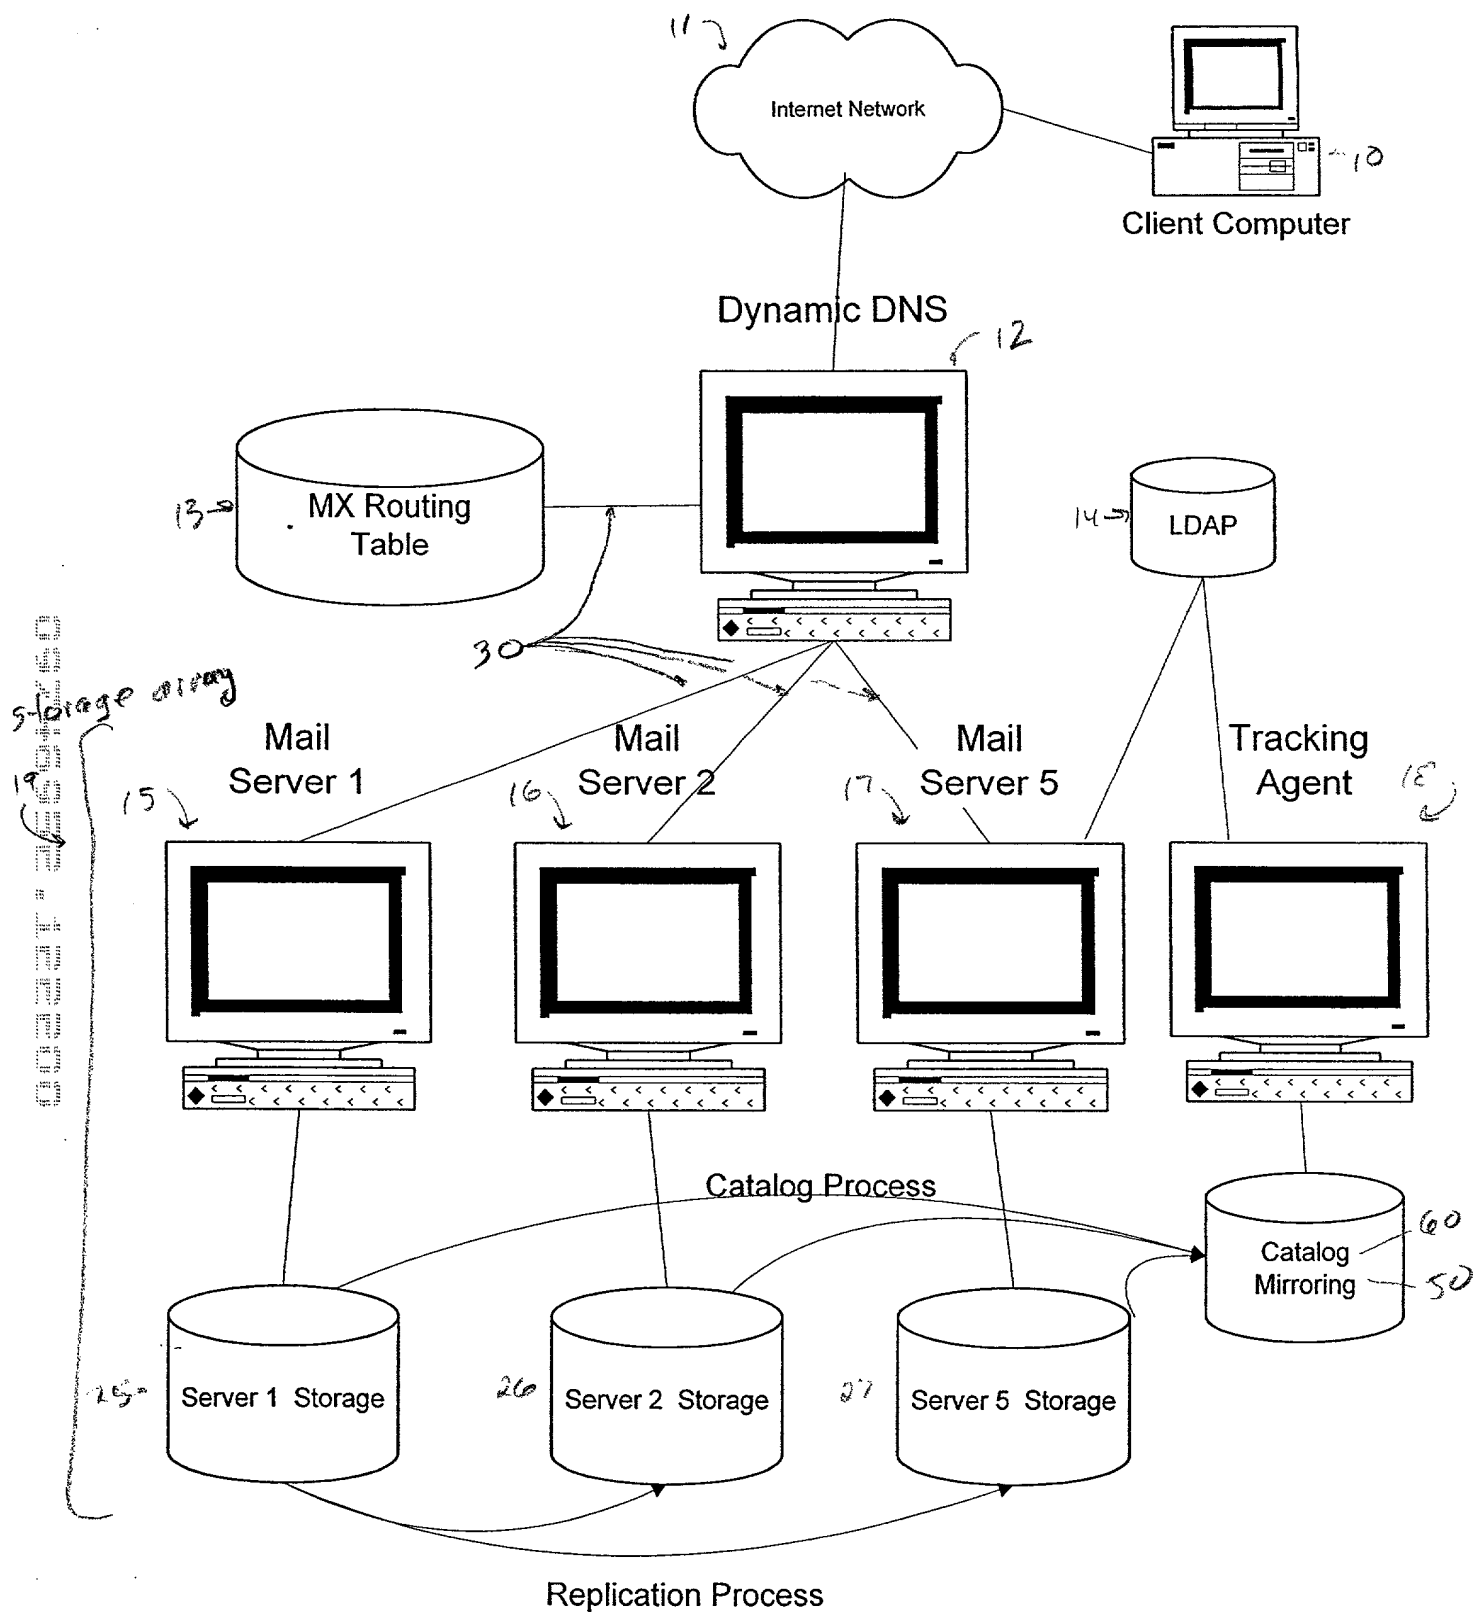 11
Internet Network
10
Client Computer
Dynamic DNS
12
13
MX Routing
Table
14
LDAP
30
storage array
19
Mail
Server 1
Mail
Server 2
Mail
Server 5
Tracking
Agent
15
16
17
18
Catalog Process
Catalog
Mirroring
60
50
25
Server 1 Storage
26
Server 2 Storage
27
Server 5 Storage
Replication Process